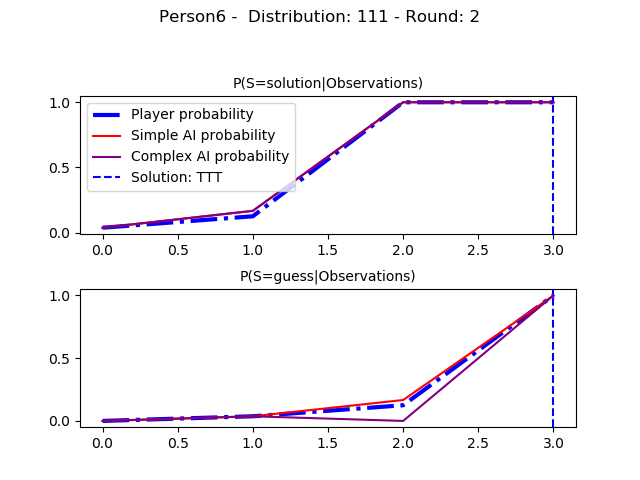 Person6 -  Distribution: 111 - Round: 2
P(S=solution|Observations)
1.0
0.5
0.0
Player probability
Simple AI probability
Complex AI probability
Solution: TTT
0.0 0.5 1.0 1.5 2.0 2.5 3.0
P(S=guess|Observations)
1.0
0.5
0.0
0.0 0.5 1.0 1.5 2.0 2.5 3.0